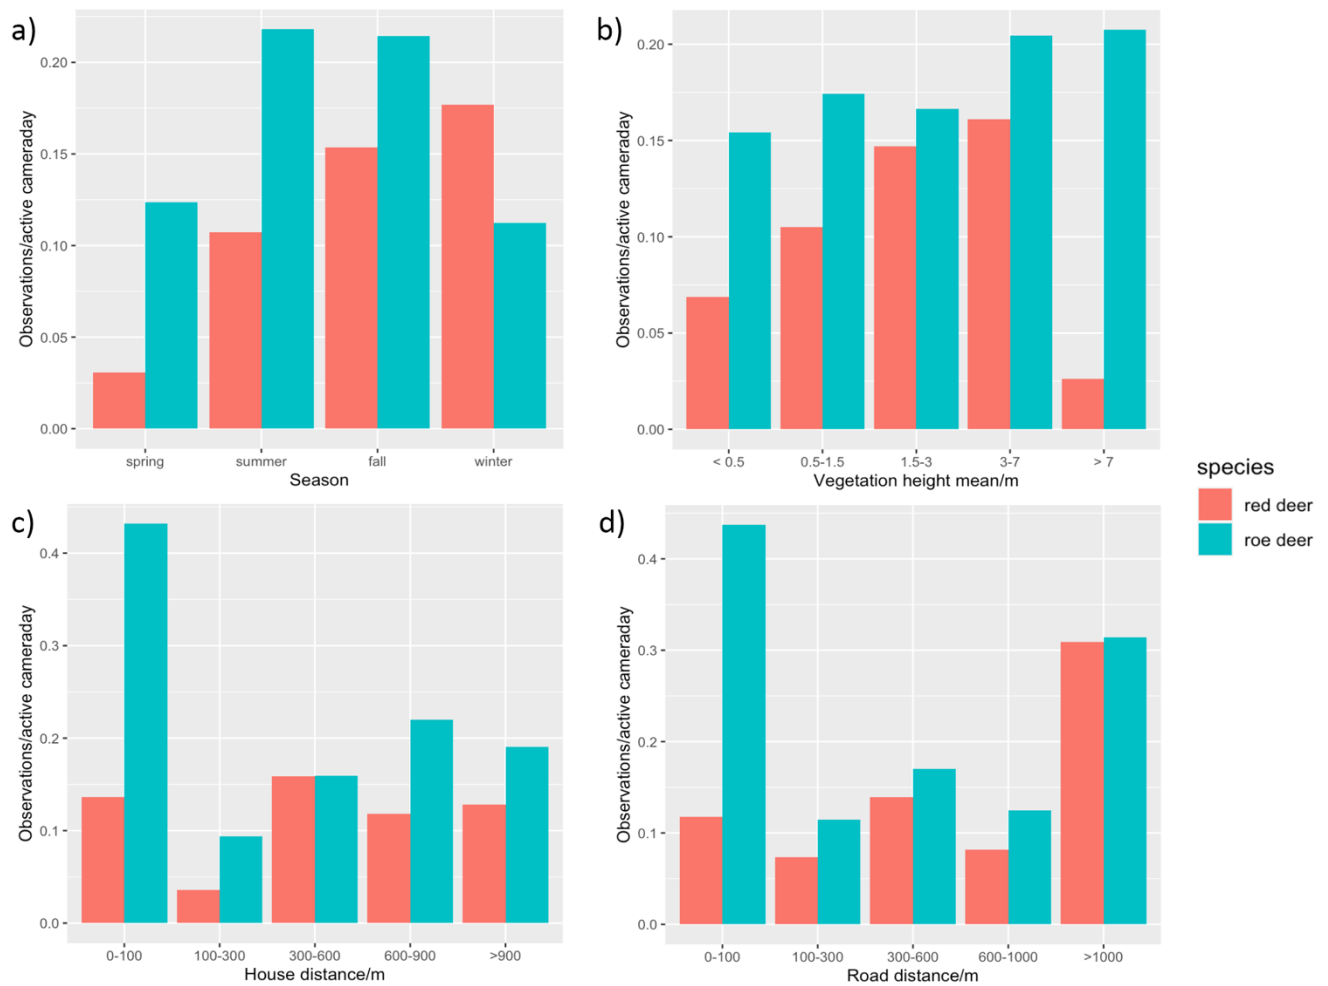 a)
Observations/active cameraday
0.20
0.15
0.10
0.05
0.00
spring summer fall winter
Season
b)
Observations/active cameraday
0.20
0.15
0.10
0.05
0.00
< 0.5 0.5-1.5 1.5-3 3-7 > 7
Vegetation height mean/m
c)
Observations/active cameraday
0.4
0.3
0.2
0.1
0.0
0-100 100-300 300-600 600-900 >900
House distance/m
d)
Observations/active cameraday
0.4
0.3
0.2
0.1
0.0
0-100 100-300 300-600 600-1000 >1000
Road distance/m
species
red deer
roe deer